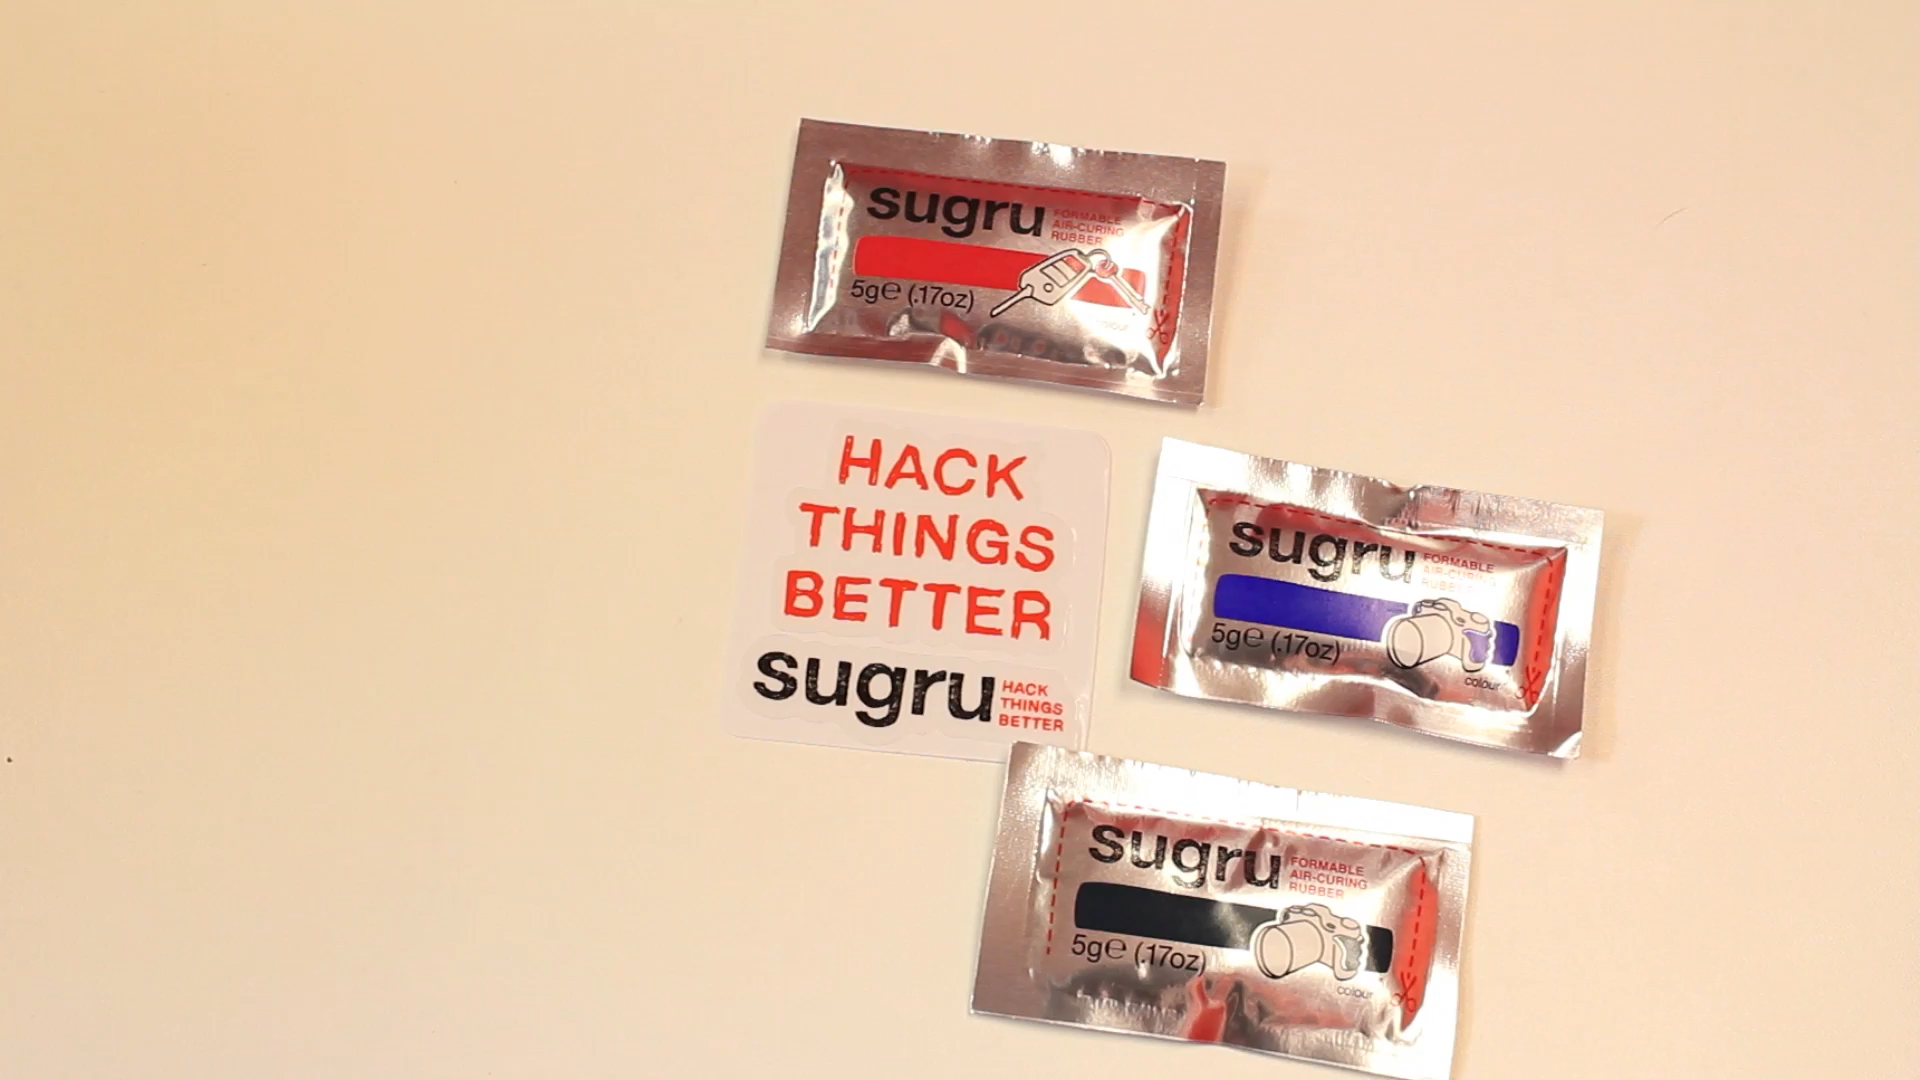 sugru
FORMABLE
AIR-CURING
RUBBER
5g℮ (.17oz)
colour
HACK
THINGS
BETTER
sugru
HACK
THINGS
BETTER
sugru
FORMABLE
AIR-CURING
RUBBER
5g℮ (.17oz)
colour
sugru
FORMABLE
AIR-CURING
RUBBER
5g℮ (.17oz)
colour